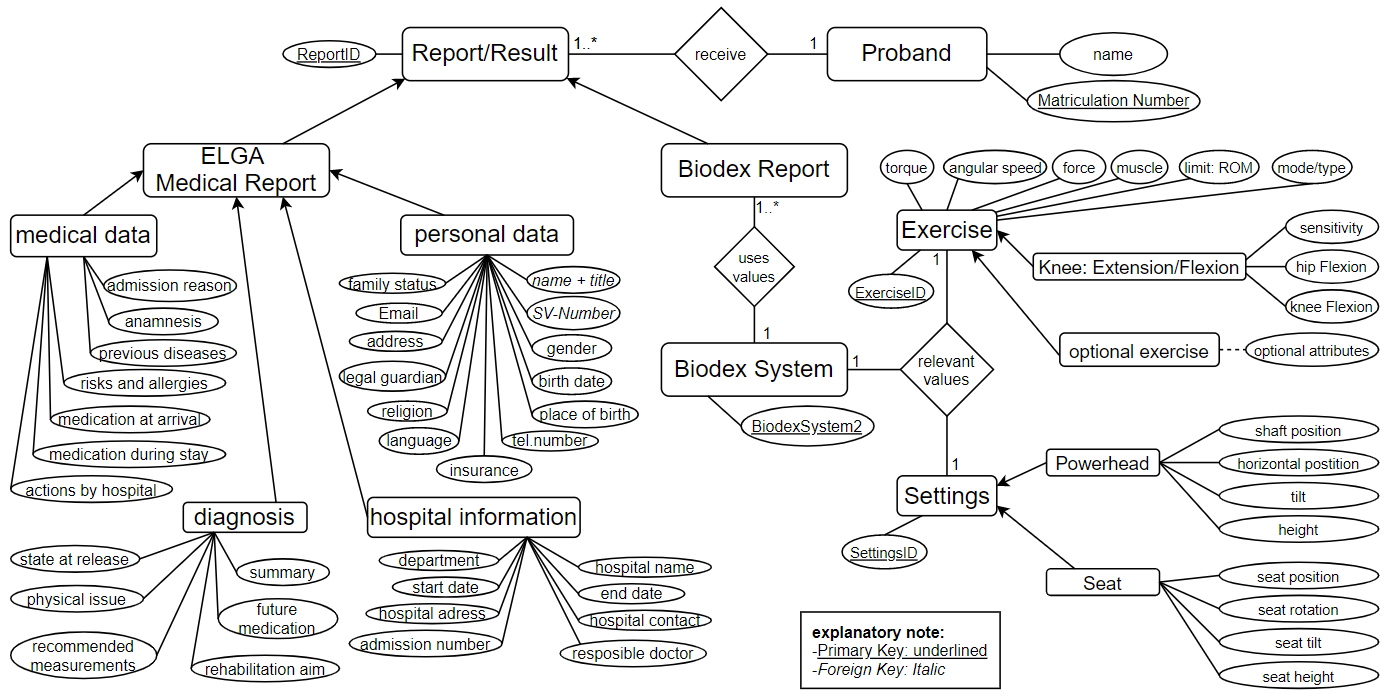 ReportID
Report/Result
1..*
receive
1
Proband
name
Matriculation Number
ELGA
Medical Report
Biodex Report
1..*
uses
values
1
Biodex System
BiodexSystem2
1
relevant
values
1
1
torque
angular speed
force
muscle
limit: ROM
mode/type
Exercise
ExerciseID
Knee: Extension/Flexion
sensitivity
hip Flexion
knee Flexion
optional exercise
optional attributes
medical data
admission reason
anamnesis
previous diseases
risks and allergies
medication at arrival
medication during stay
actions by hospital
personal data
family status
Email
address
legal guardian
religion
language
insurance
name + title
SV-Number
gender
birth date
place of birth
tel.number
diagnosis
state at release
physical issue
recommended
measurements
summary
future
medication
rehabilitation aim
hospital information
department
start date
hospital adress
admission number
hospital name
end date
hospital contact
resposible doctor
Settings
SettingsID
Powerhead
shaft position
horizontal postition
tilt
height
Seat
seat position
seat rotation
seat tilt
seat height
explanatory note:
-Primary Key: underlined
-Foreign Key: Italic